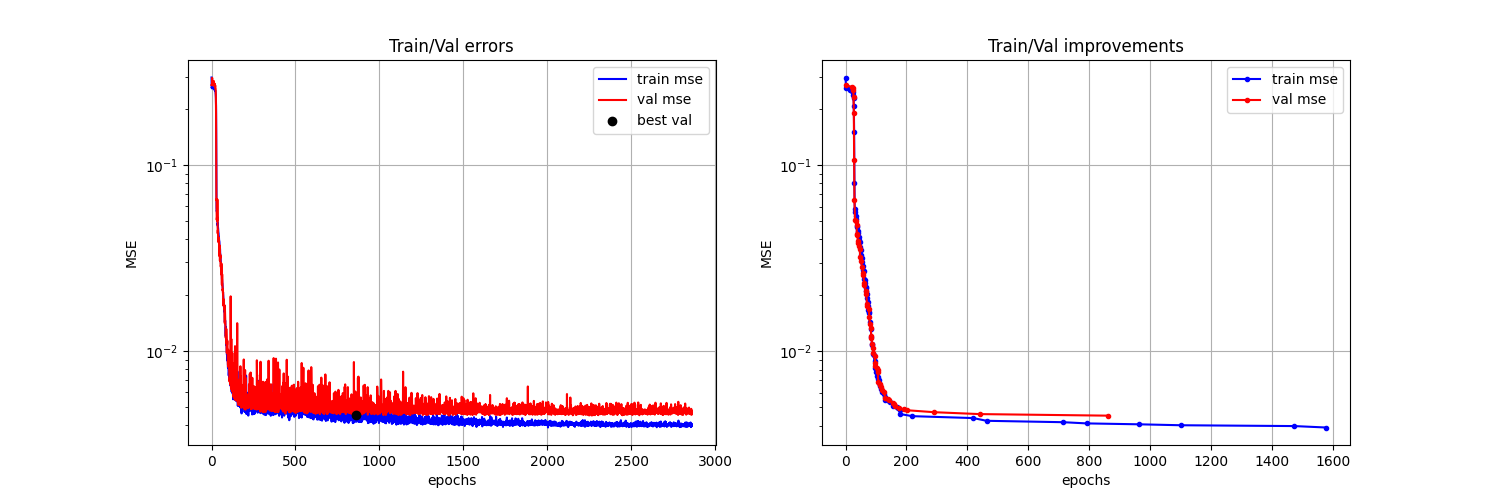 Train/Val errors
train mse
val mse
best val
MSE
10⁻¹
10⁻²
0
500
1000
1500
2000
2500
3000
epochs
Train/Val improvements
train mse
val mse
MSE
10⁻¹
10⁻²
0
200
400
600
800
1000
1200
1400
1600
epochs